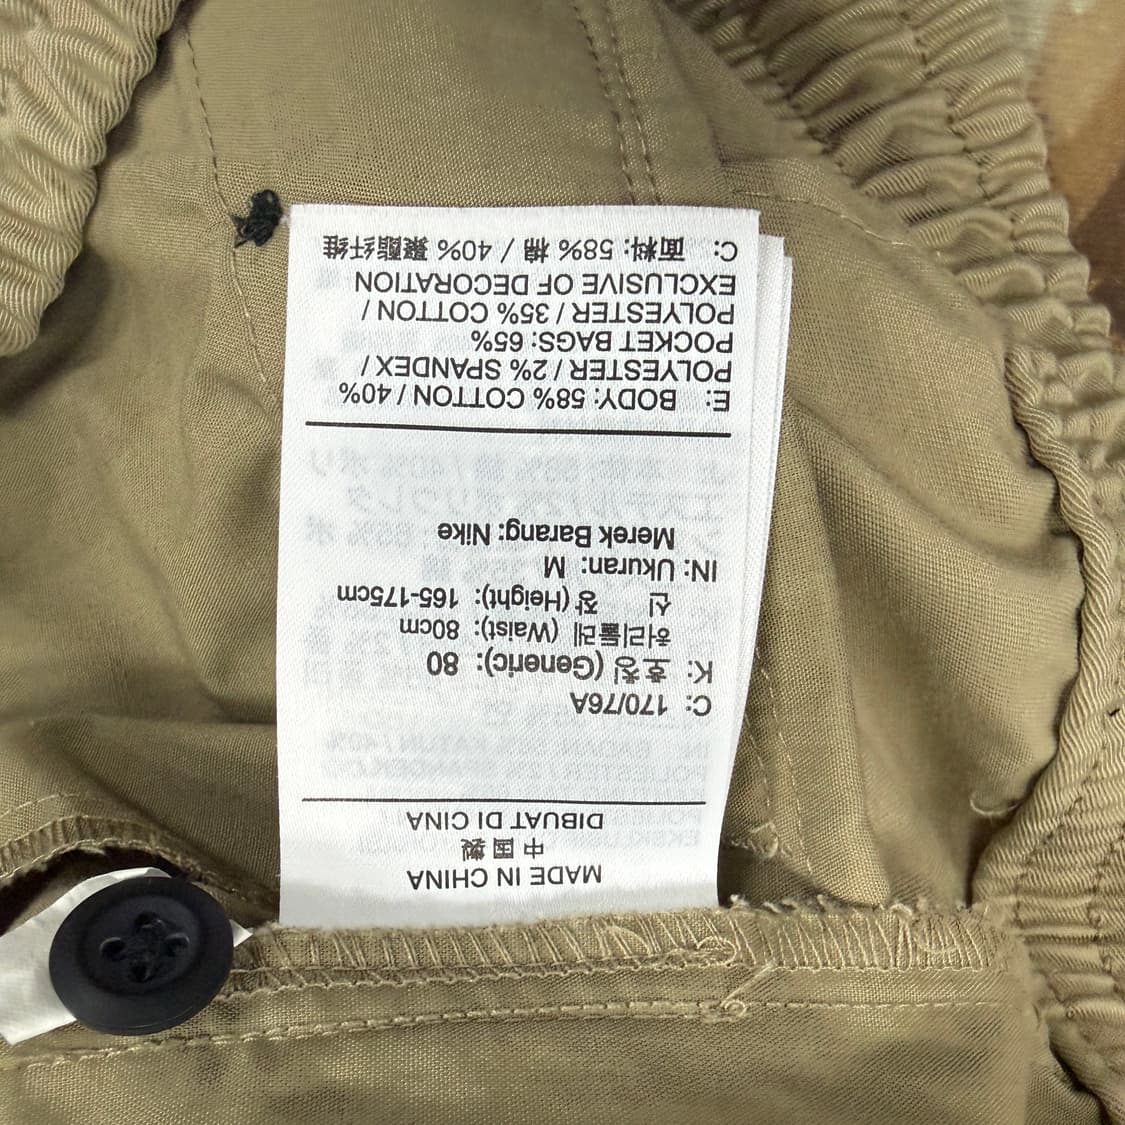 MADE IN CHINA
中国製
DIBUAT DI CINA
C: 170/76A
K: 호칭 (Generic): 80
허리둘레 (Waist): 80cm
신 장 (Height): 165-175cm
IN: Ukuran: M
Merek Barang: Nike
E: BODY: 58% COTTON / 40%
POLYESTER / 2% SPANDEX /
POCKET BAGS: 65%
POLYESTER / 35% COTTON /
EXCLUSIVE OF DECORATION
C: 面料: 58% 棉 / 40% 聚酯纤维